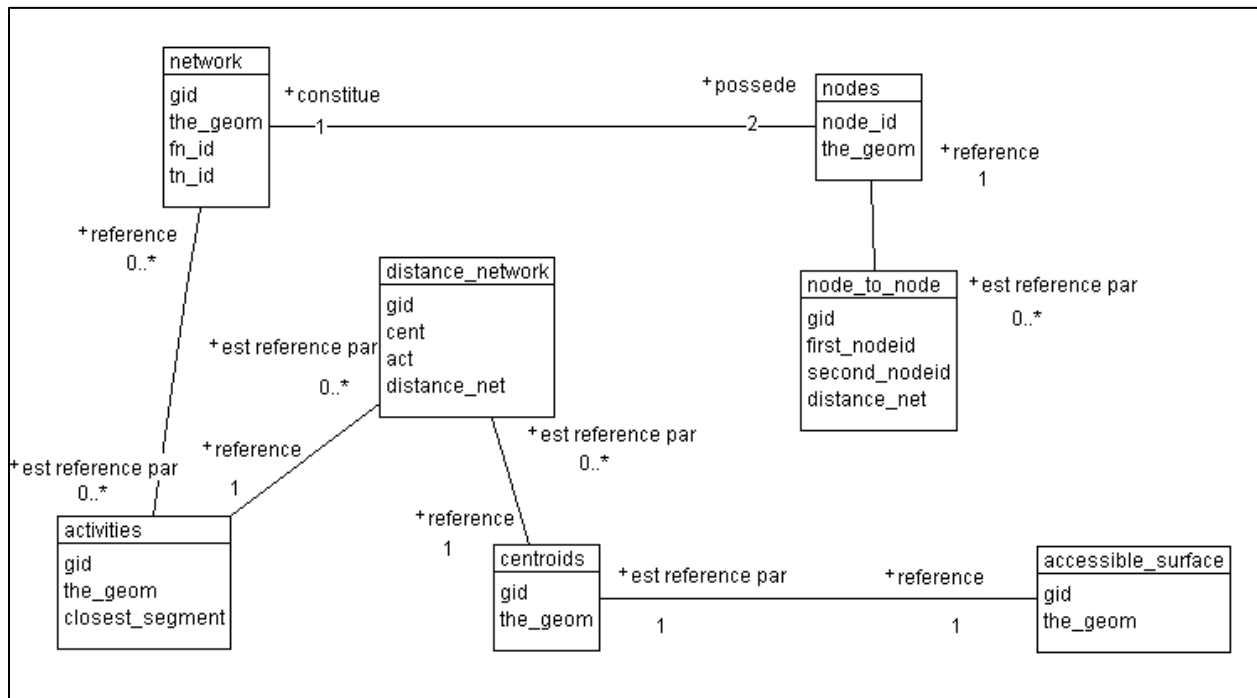 network
gid
the_geom
fn_id
tn_id
+constitue
1
+possede
2
nodes
node_id
the_geom
+reference
1
+reference
0..*
distance_network
gid
cent
act
distance_net
node_to_node
gid
first_nodeid
second_nodeid
distance_net
+est reference par
0..*
+est reference par
0..*
+est reference par
0..*
+reference
1
+est reference par
0..*
activities
gid
the_geom
closest_segment
+reference
1
centroids
gid
the_geom
+est reference par
1
+reference
1
accessible_surface
gid
the_geom